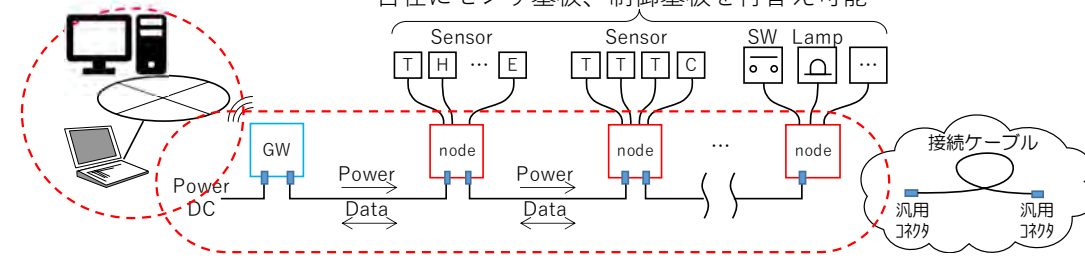 Sensor
Sensor
SW Lamp
T H … E
T T T C
…
GW
node
node
…
node
接続ケーブル
Power
Power
Power
DC
Data
Data
汎用
コネクタ
汎用
コネクタ